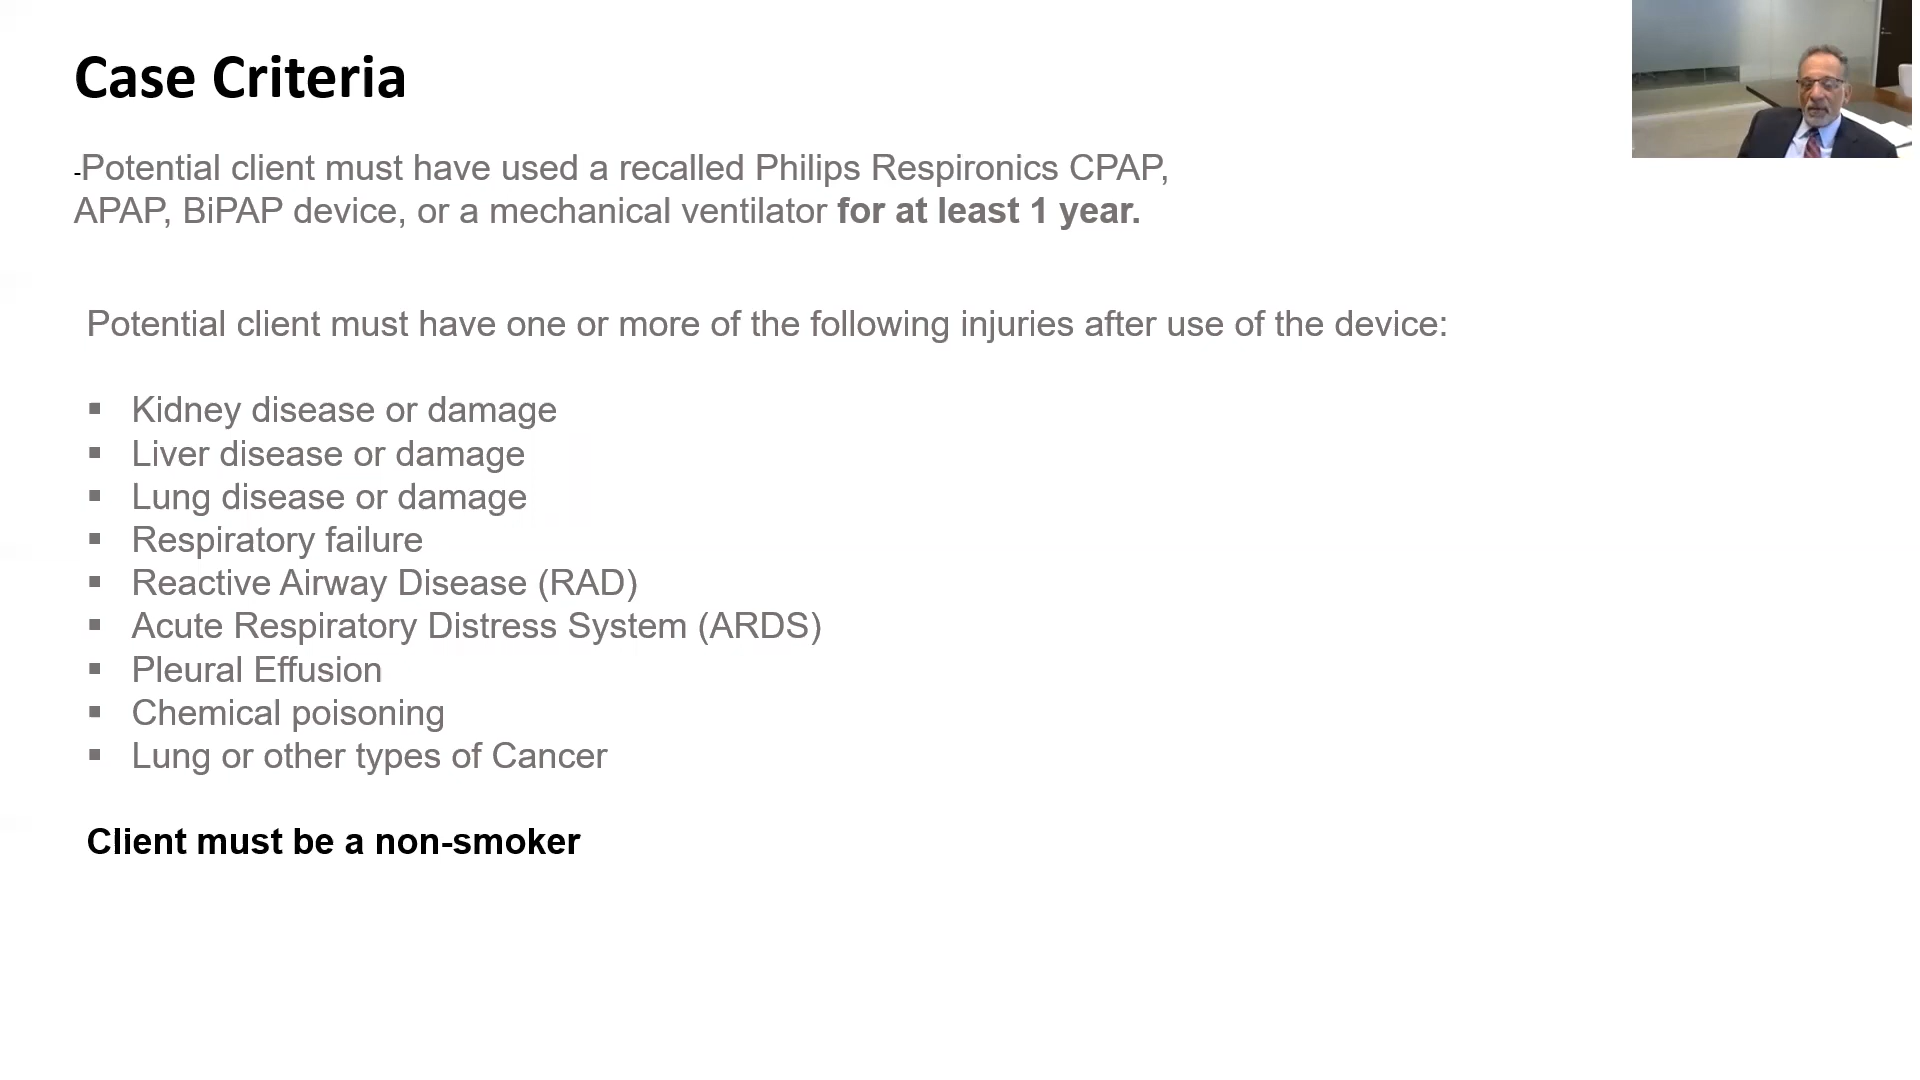 Case Criteria
-Potential client must have used a recalled Philips Respironics CPAP,
APAP, BiPAP device, or a mechanical ventilator for at least 1 year.
Potential client must have one or more of the following injuries after use of the device:
▪ Kidney disease or damage
▪ Liver disease or damage
▪ Lung disease or damage
▪ Respiratory failure
▪ Reactive Airway Disease (RAD)
▪ Acute Respiratory Distress System (ARDS)
▪ Pleural Effusion
▪ Chemical poisoning
▪ Lung or other types of Cancer
Client must be a non-smoker